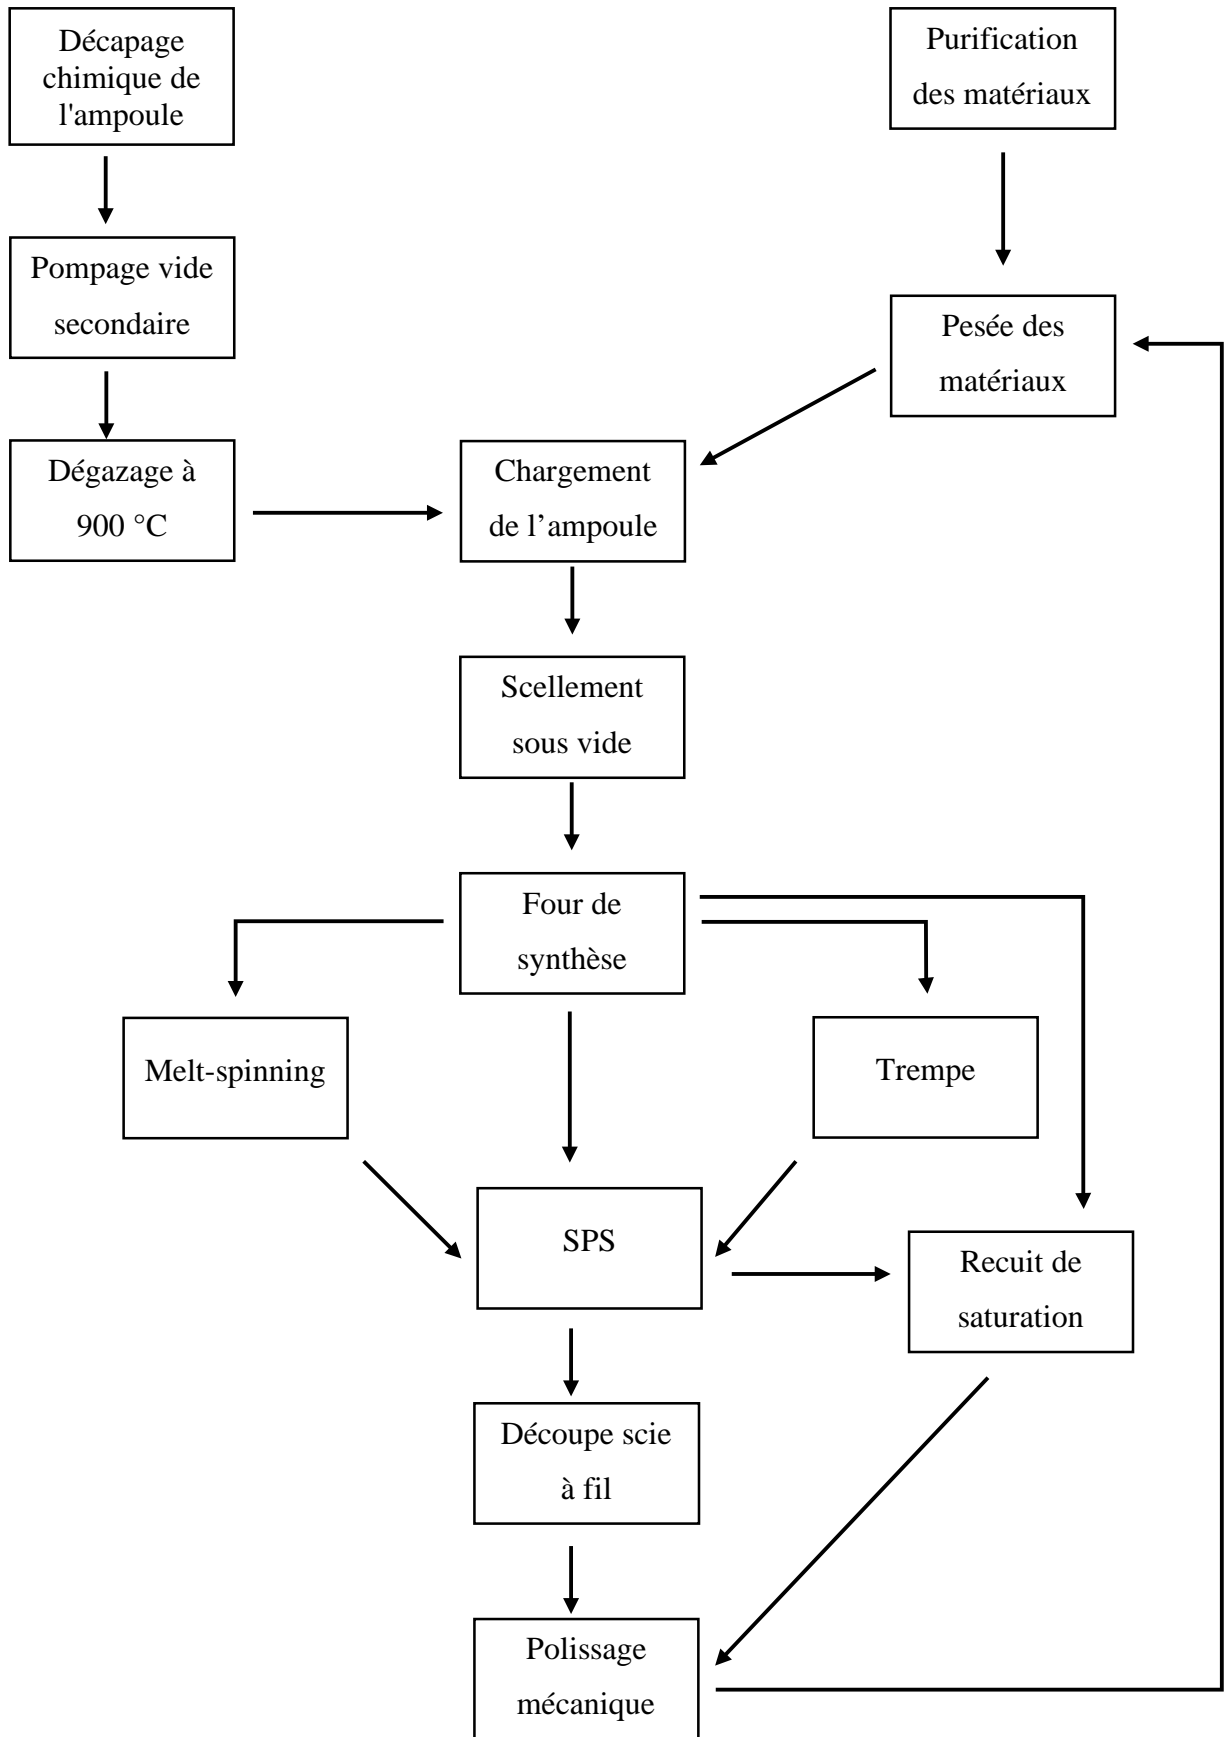 Décapage
chimique de
l'ampoule
Purification
des matériaux
Pompage vide
secondaire
Pesée des
matériaux
Dégazage à
900 °C
Chargement
de l’ampoule
Scellement
sous vide
Four de
synthèse
Melt-spinning
Trempe
SPS
Recuit de
saturation
Découpe scie
à fil
Polissage
mécanique